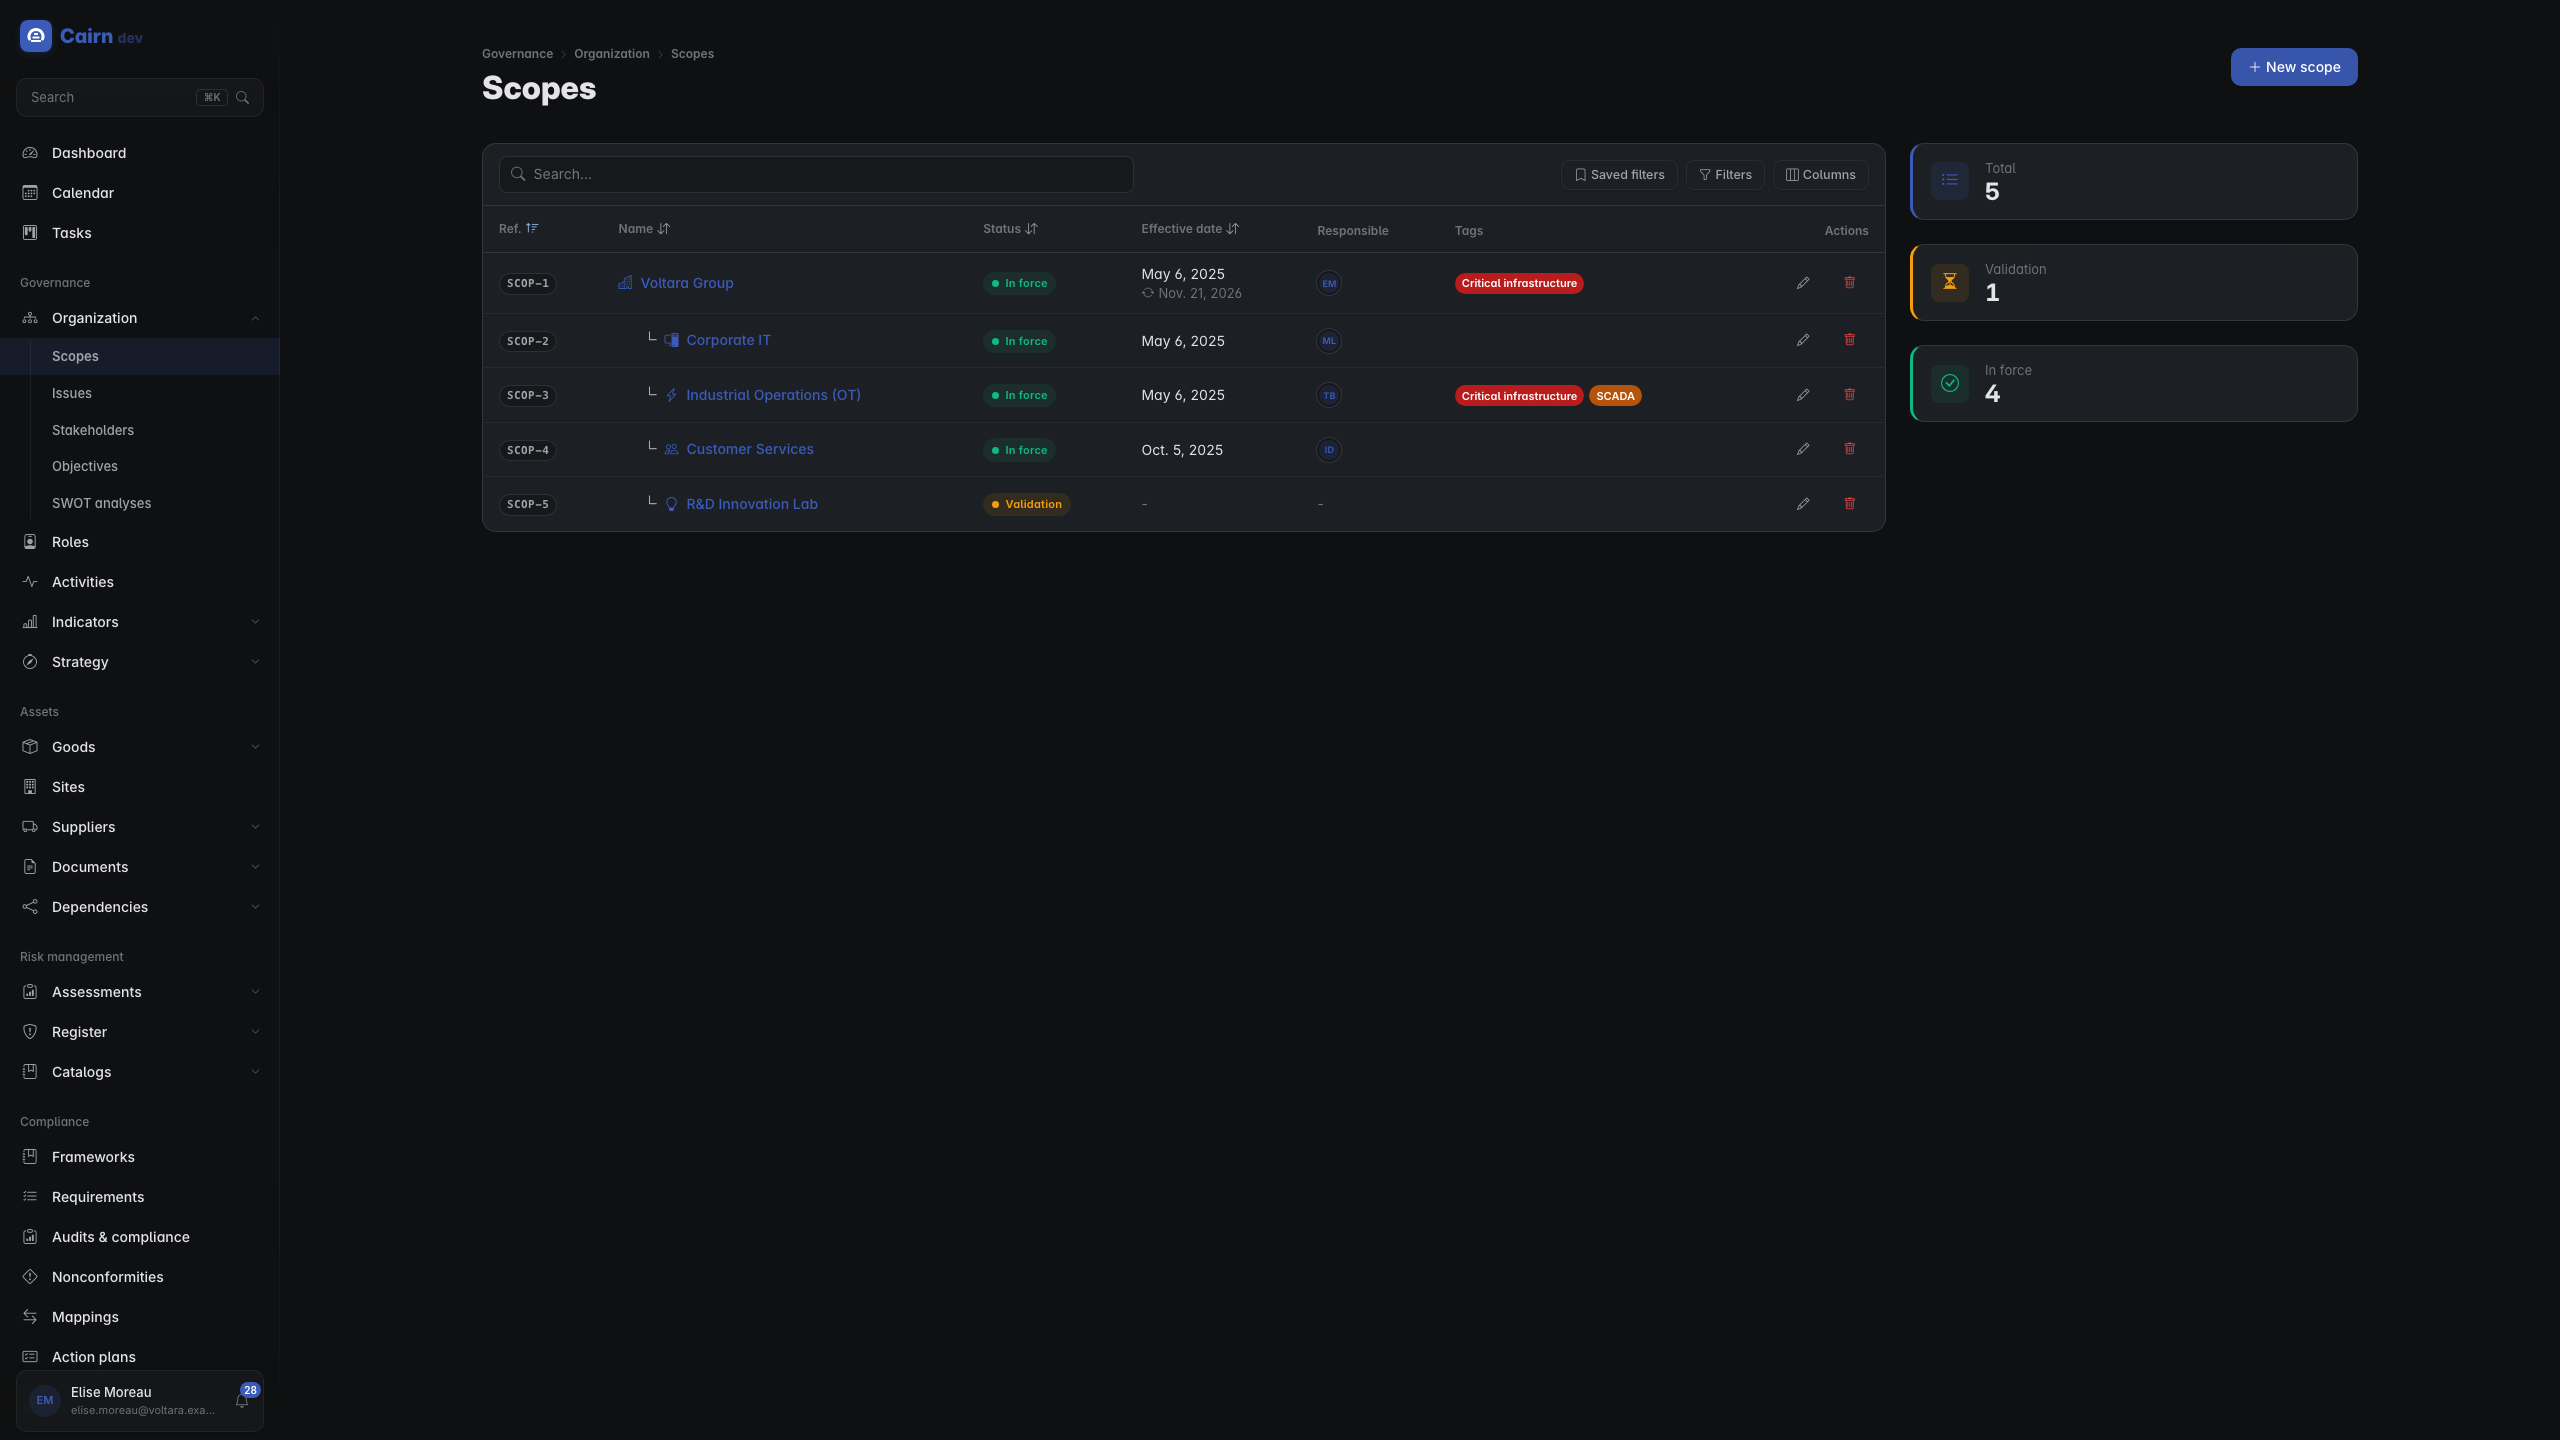 Cairn dev
Search ⌘K
Dashboard
Calendar
Tasks
Governance
Organization
Scopes
Issues
Stakeholders
Objectives
SWOT analyses
Roles
Activities
Indicators
Strategy
Assets
Goods
Sites
Suppliers
Documents
Dependencies
Risk management
Assessments
Register
Catalogs
Compliance
Frameworks
Requirements
Audits & compliance
Nonconformities
Mappings
Action plans
EM Elise Moreau 28
elise.moreau@voltara.exa...
Governance > Organization > Scopes
Scopes
+ New scope
Search... Saved filters Filters Columns
Ref. Name Status Effective date Responsible Tags Actions
SCOP-1 Voltara Group In force May 6, 2025 EM Critical infrastructure
Nov. 21, 2026
SCOP-2 Corporate IT In force May 6, 2025 ML
SCOP-3 Industrial Operations (OT) In force May 6, 2025 TB Critical infrastructure SCADA
SCOP-4 Customer Services In force Oct. 5, 2025 ID
SCOP-5 R&D Innovation Lab Validation - -
Total
5
Validation
1
In force
4